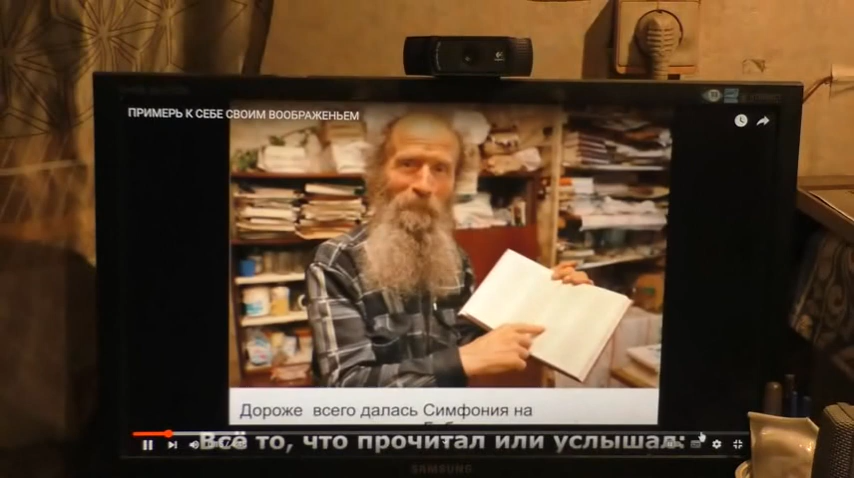 ПРИМЕРЬ К СЕБЕ СВОИМ ВООБРАЖЕНЬЕМ
Дороже всего далась Симфония на
Всё то, что прочитал или услышал:
SAMSUNG